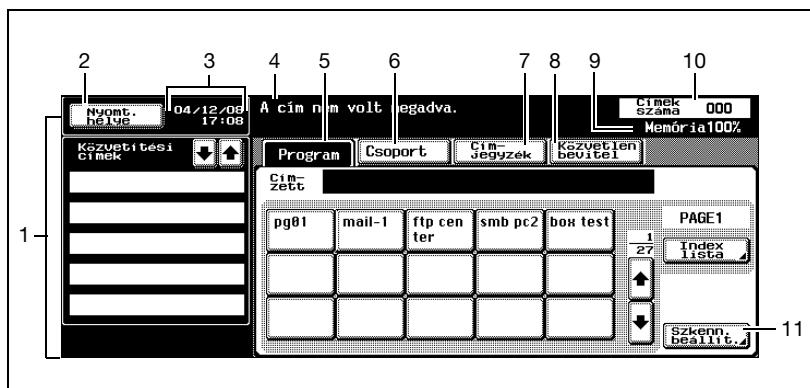 2 3 4 5 6 7 8 9 10
Nyomt.
helye
04/12/08
17:08
A cím nem volt megadva.
Címek
száma 000
Memória100%
1
Közvetítési
címek
Program
Csoport
Cím-
jegyzék
Közvetlen
bevitel
Cím-
zett
pg01
mail-1
ftp cen
ter
smb pc2
box test
1
27
PAGE1
Index
lista
Szkenn.
beállít.
11